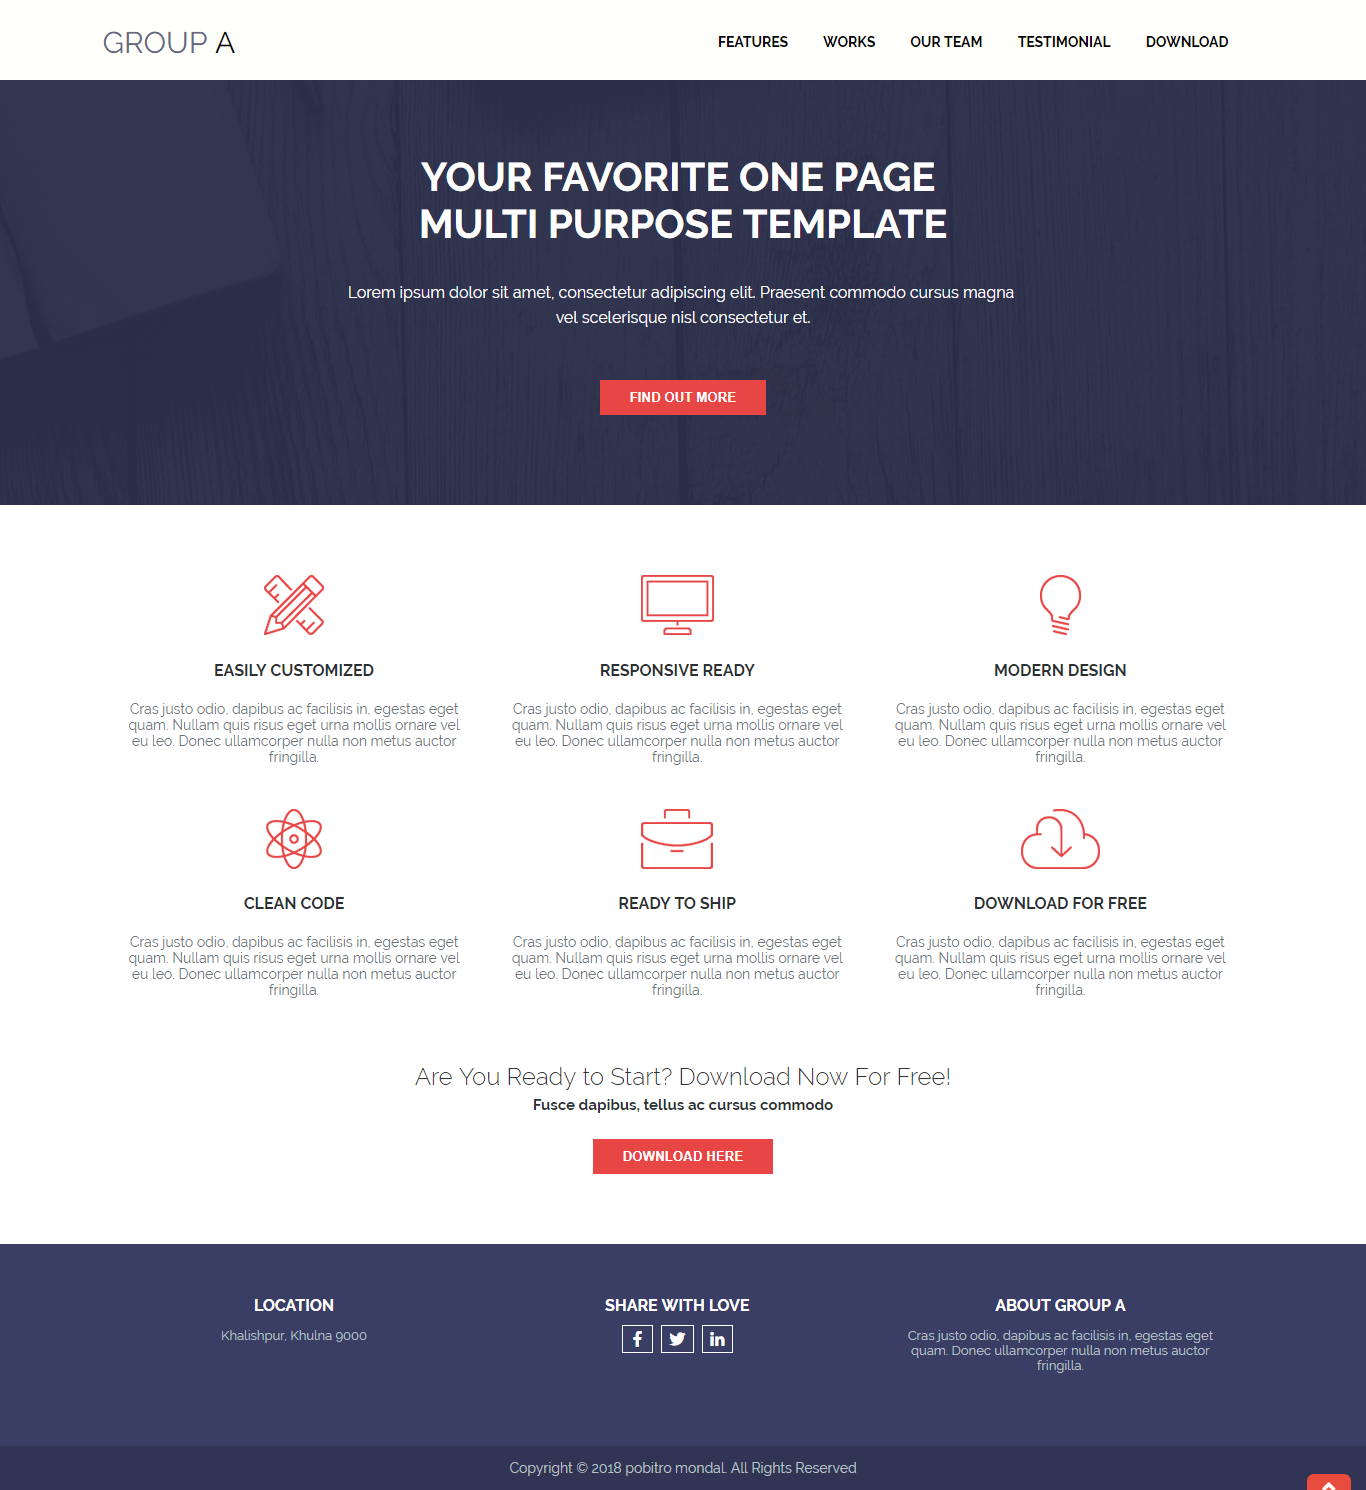 GROUP A
FEATURES WORKS OUR TEAM TESTIMONIAL DOWNLOAD
YOUR FAVORITE ONE PAGE
MULTI PURPOSE TEMPLATE
Lorem ipsum dolor sit amet, consectetur adipiscing elit. Praesent commodo cursus magna
vel scelerisque nisl consectetur et.
FIND OUT MORE
EASILY CUSTOMIZED
Cras justo odio, dapibus ac facilisis in, egestas eget
quam. Nullam quis risus eget urna mollis ornare vel
eu leo. Donec ullamcorper nulla non metus auctor
fringilla.
RESPONSIVE READY
Cras justo odio, dapibus ac facilisis in, egestas eget
quam. Nullam quis risus eget urna mollis ornare vel
eu leo. Donec ullamcorper nulla non metus auctor
fringilla.
MODERN DESIGN
Cras justo odio, dapibus ac facilisis in, egestas eget
quam. Nullam quis risus eget urna mollis ornare vel
eu leo. Donec ullamcorper nulla non metus auctor
fringilla.
CLEAN CODE
Cras justo odio, dapibus ac facilisis in, egestas eget
quam. Nullam quis risus eget urna mollis ornare vel
eu leo. Donec ullamcorper nulla non metus auctor
fringilla.
READY TO SHIP
Cras justo odio, dapibus ac facilisis in, egestas eget
quam. Nullam quis risus eget urna mollis ornare vel
eu leo. Donec ullamcorper nulla non metus auctor
fringilla.
DOWNLOAD FOR FREE
Cras justo odio, dapibus ac facilisis in, egestas eget
quam. Nullam quis risus eget urna mollis ornare vel
eu leo. Donec ullamcorper nulla non metus auctor
fringilla.
Are You Ready to Start? Download Now For Free!
Fusce dapibus, tellus ac cursus commodo
DOWNLOAD HERE
LOCATION
Khalishpur, Khulna 9000
SHARE WITH LOVE
ABOUT GROUP A
Cras justo odio, dapibus ac facilisis in, egestas eget
quam. Donec ullamcorper nulla non metus auctor
fringilla.
Copyright © 2018 pobitro mondal. All Rights Reserved